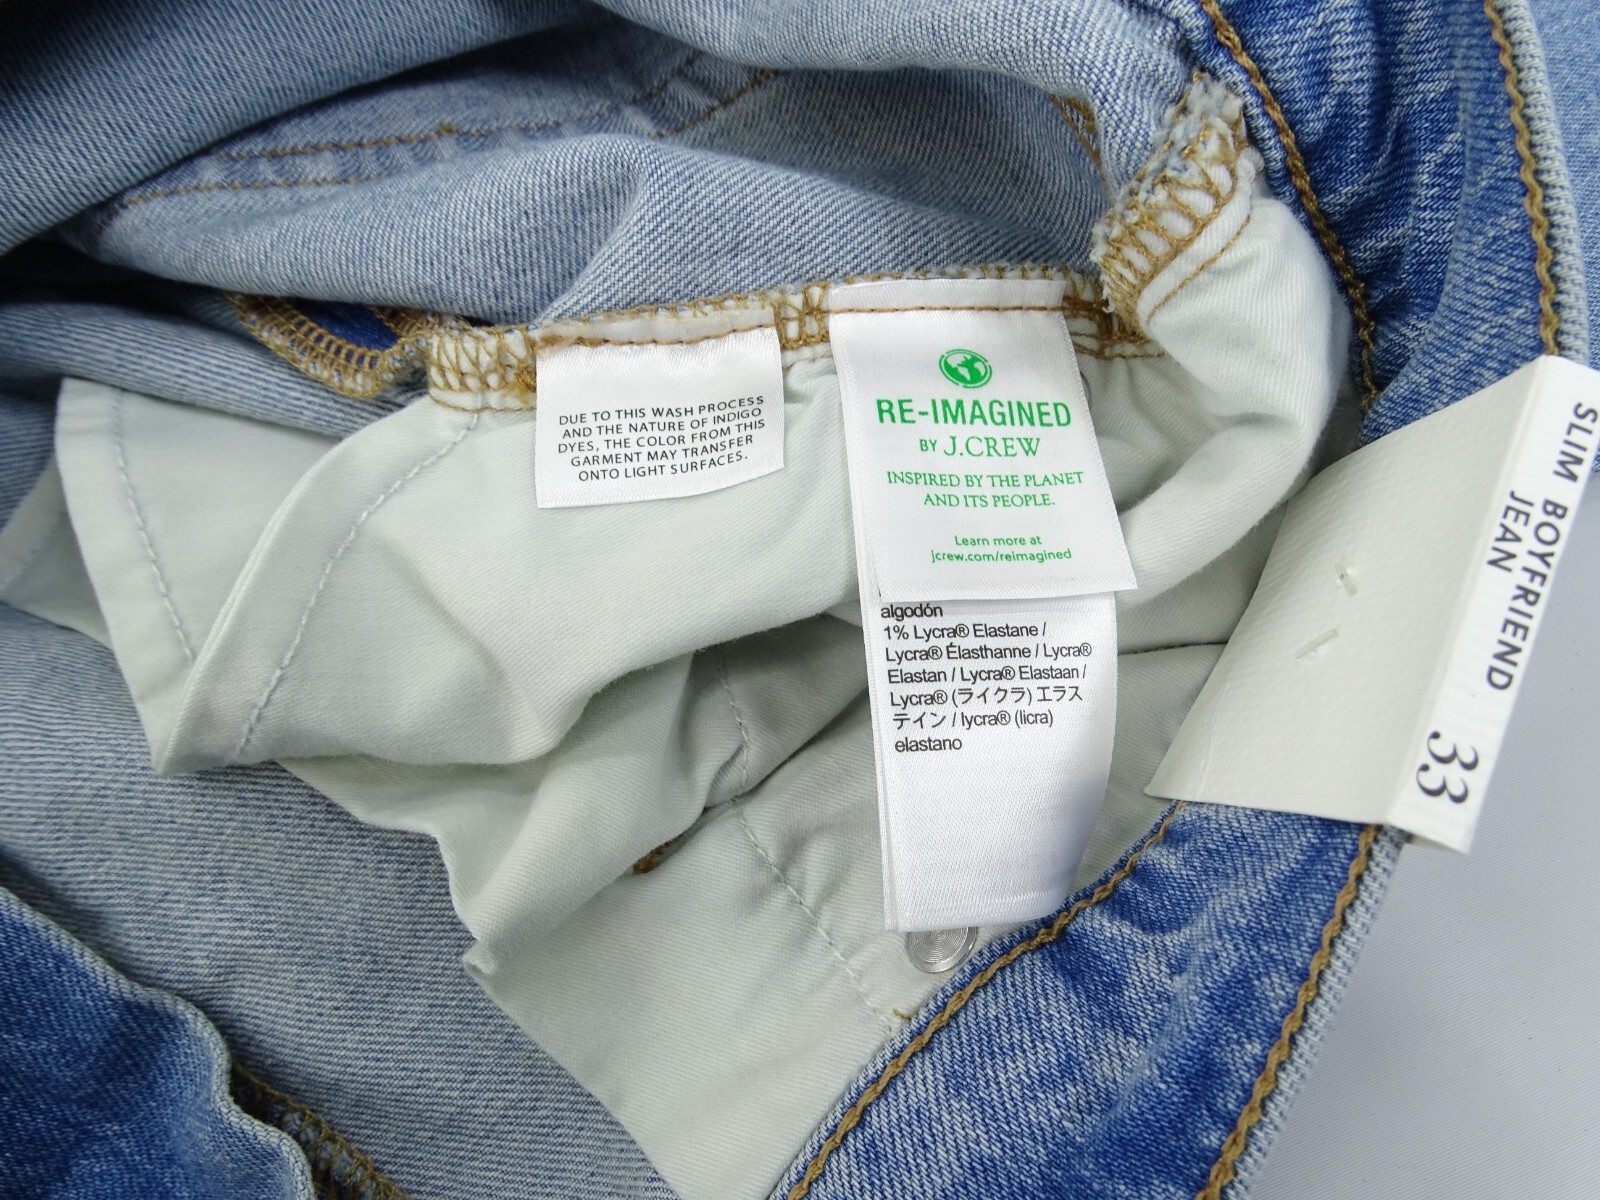 DUE TO THIS WASH PROCESS
AND THE NATURE OF INDIGO
DYES, THE COLOR FROM THIS
GARMENT MAY TRANSFER
ONTO LIGHT SURFACES.
RE-IMAGINED
BY J.CREW
INSPIRED BY THE PLANET
AND ITS PEOPLE.
Learn more at
jcrew.com/reimagined
algodón
1% Lycra® Elastane /
Lycra® Élasthanne / Lycra®
Elastan / Lycra® Elastaan /
Lycra® (ライクラ) エラス
テイン / lycra® (licra)
elastano
SLIM BOYFRIEND
JEAN
33